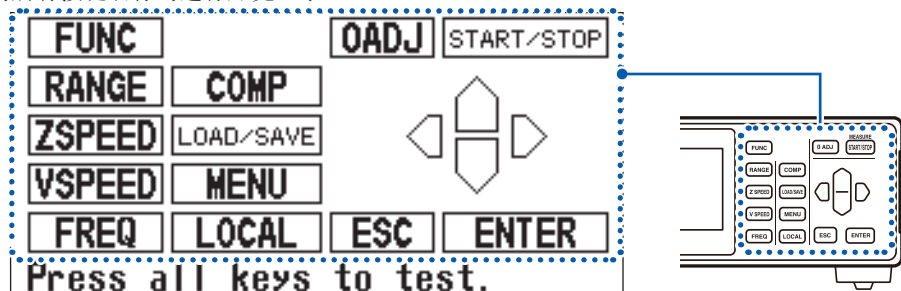 FUNC 0ADJ START/STOP
RANGE COMP
ZSPEED LOAD/SAVE
VSPEED MENU
FREQ LOCAL ESC ENTER
Press all keys to test.
MEASURE
FUNC 0 ADJ START/STOP
RANGE COMP
Z SPEED LOAD/SAVE
V SPEED MENU
FREQ LOCAL ESC ENTER